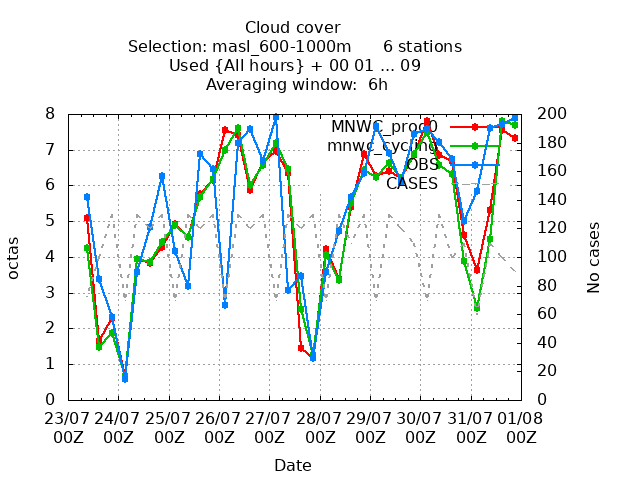 Cloud cover
Selection: masl_600-1000m 6 stations
Used {All hours} + 00 01 ... 09
Averaging window: 6h
MNWC_prod0
mnwc_cycling
OBS
CASES
octas
8
7
6
5
4
3
2
1
0
No cases
200
180
160
140
120
100
80
60
40
20
0
23/07 24/07 25/07 26/07 27/07 28/07 29/07 30/07 31/07 01/08
00Z 00Z 00Z 00Z 00Z 00Z 00Z 00Z 00Z 00Z
Date